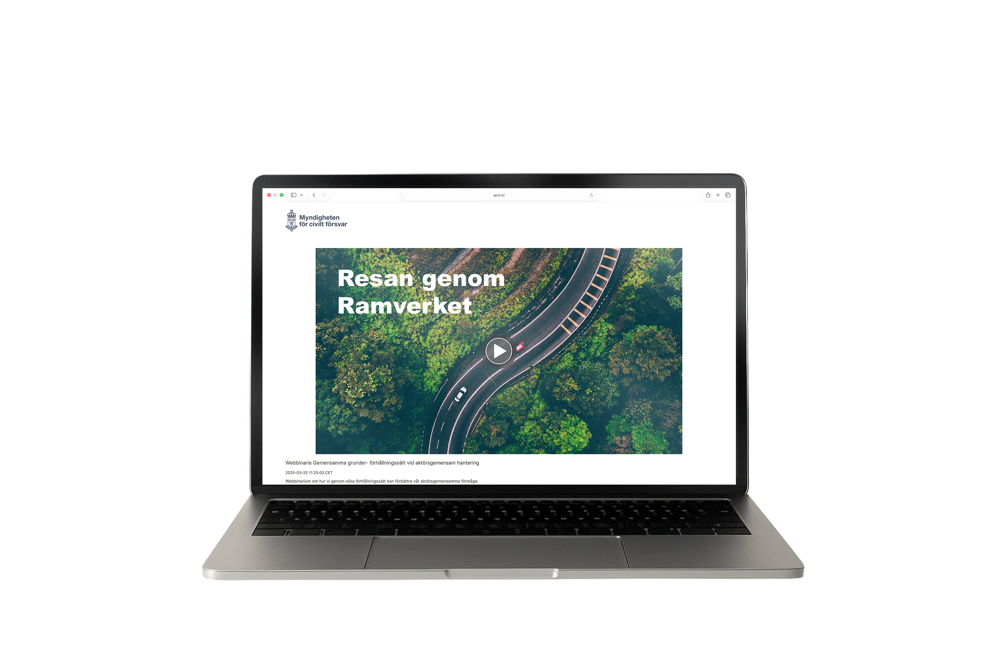 qcnl.tv
Myndigheten
för civilt försvar
Resan genom
Ramverket
Webbinarie Gemensamma grunder- förhållningssätt vid aktörsgemensam hantering
2025-03-25 11:25:00 CET
Webbinarium om hur vi genom olika förhållningssätt kan förbättra vår aktörsgemensamma förmåga.